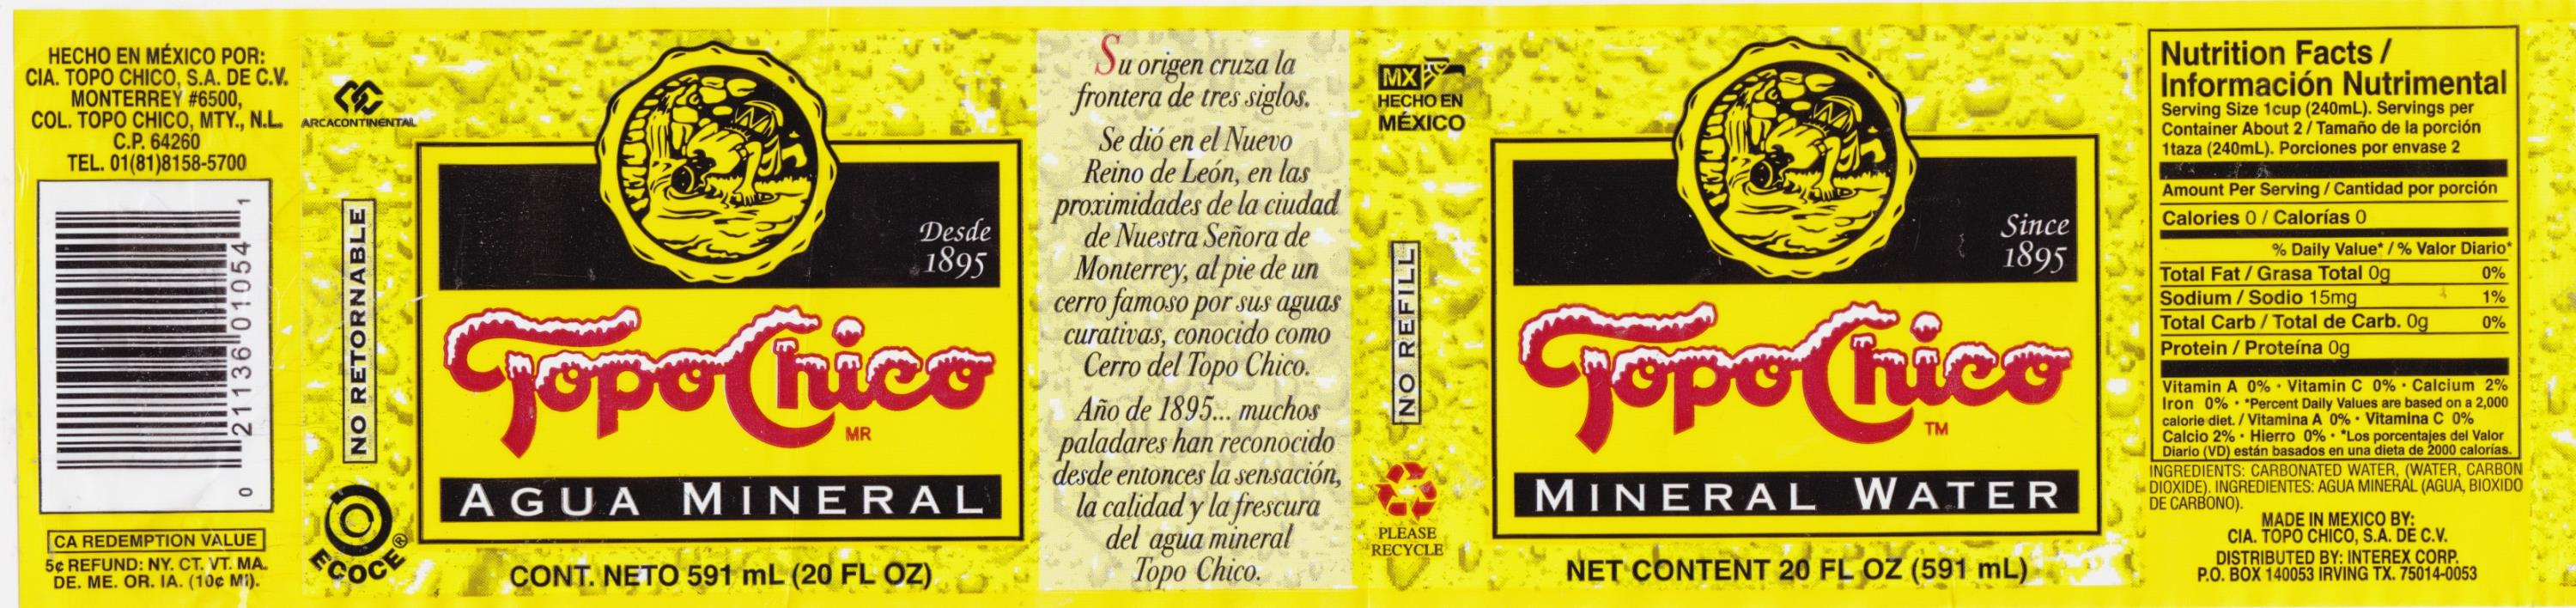 HECHO EN MÉXICO POR:
CIA. TOPO CHICO, S.A. DE C.V.
MONTERREY #6500,
COL. TOPO CHICO, MTY., N.L.
C.P. 64260
TEL. 01(81)8158-5700
0 21136 01054 1
CA REDEMPTION VALUE
5¢ REFUND: NY. CT. VT. MA.
DE. ME. OR. IA. (10¢ MI).
ARCACONTINENTAL
NO RETORNABLE
ECOCE®
Desde
1895
Topo Chico
MR
AGUA MINERAL
CONT. NETO 591 mL (20 FL OZ)
Su origen cruza la
frontera de tres siglos.
Se dió en el Nuevo
Reino de León, en las
proximidades de la ciudad
de Nuestra Señora de
Monterrey, al pie de un
cerro famoso por sus aguas
curativas, conocido como
Cerro del Topo Chico.
Año de 1895... muchos
paladares han reconocido
desde entonces la sensación,
la calidad y la frescura
del agua mineral
Topo Chico.
MX
HECHO EN
MÉXICO
NO REFILL
PLEASE
RECYCLE
Since
1895
Topo Chico
TM
MINERAL WATER
NET CONTENT 20 FL OZ (591 mL)
Nutrition Facts /
Información Nutrimental
Serving Size 1cup (240mL). Servings per
Container About 2 / Tamaño de la porción
1taza (240mL). Porciones por envase 2
Amount Per Serving / Cantidad por porción
Calories 0 / Calorías 0
% Daily Value* / % Valor Diario*
Total Fat / Grasa Total 0g 0%
Sodium / Sodio 15mg 1%
Total Carb / Total de Carb. 0g 0%
Protein / Proteína 0g
Vitamin A 0% · Vitamin C 0% · Calcium 2%
Iron 0% · *Percent Daily Values are based on a 2,000
calorie diet. / Vitamina A 0% · Vitamina C 0%
Calcio 2% · Hierro 0% · *Los porcentajes del Valor
Diario (VD) están basados en una dieta de 2000 calorías.
INGREDIENTS: CARBONATED WATER, (WATER, CARBON
DIOXIDE). INGREDIENTES: AGUA MINERAL (AGUA, BIOXIDO
DE CARBONO).
MADE IN MEXICO BY:
CIA. TOPO CHICO, S.A. DE C.V.
DISTRIBUTED BY: INTEREX CORP.
P.O. BOX 140053 IRVING TX. 75014-0053